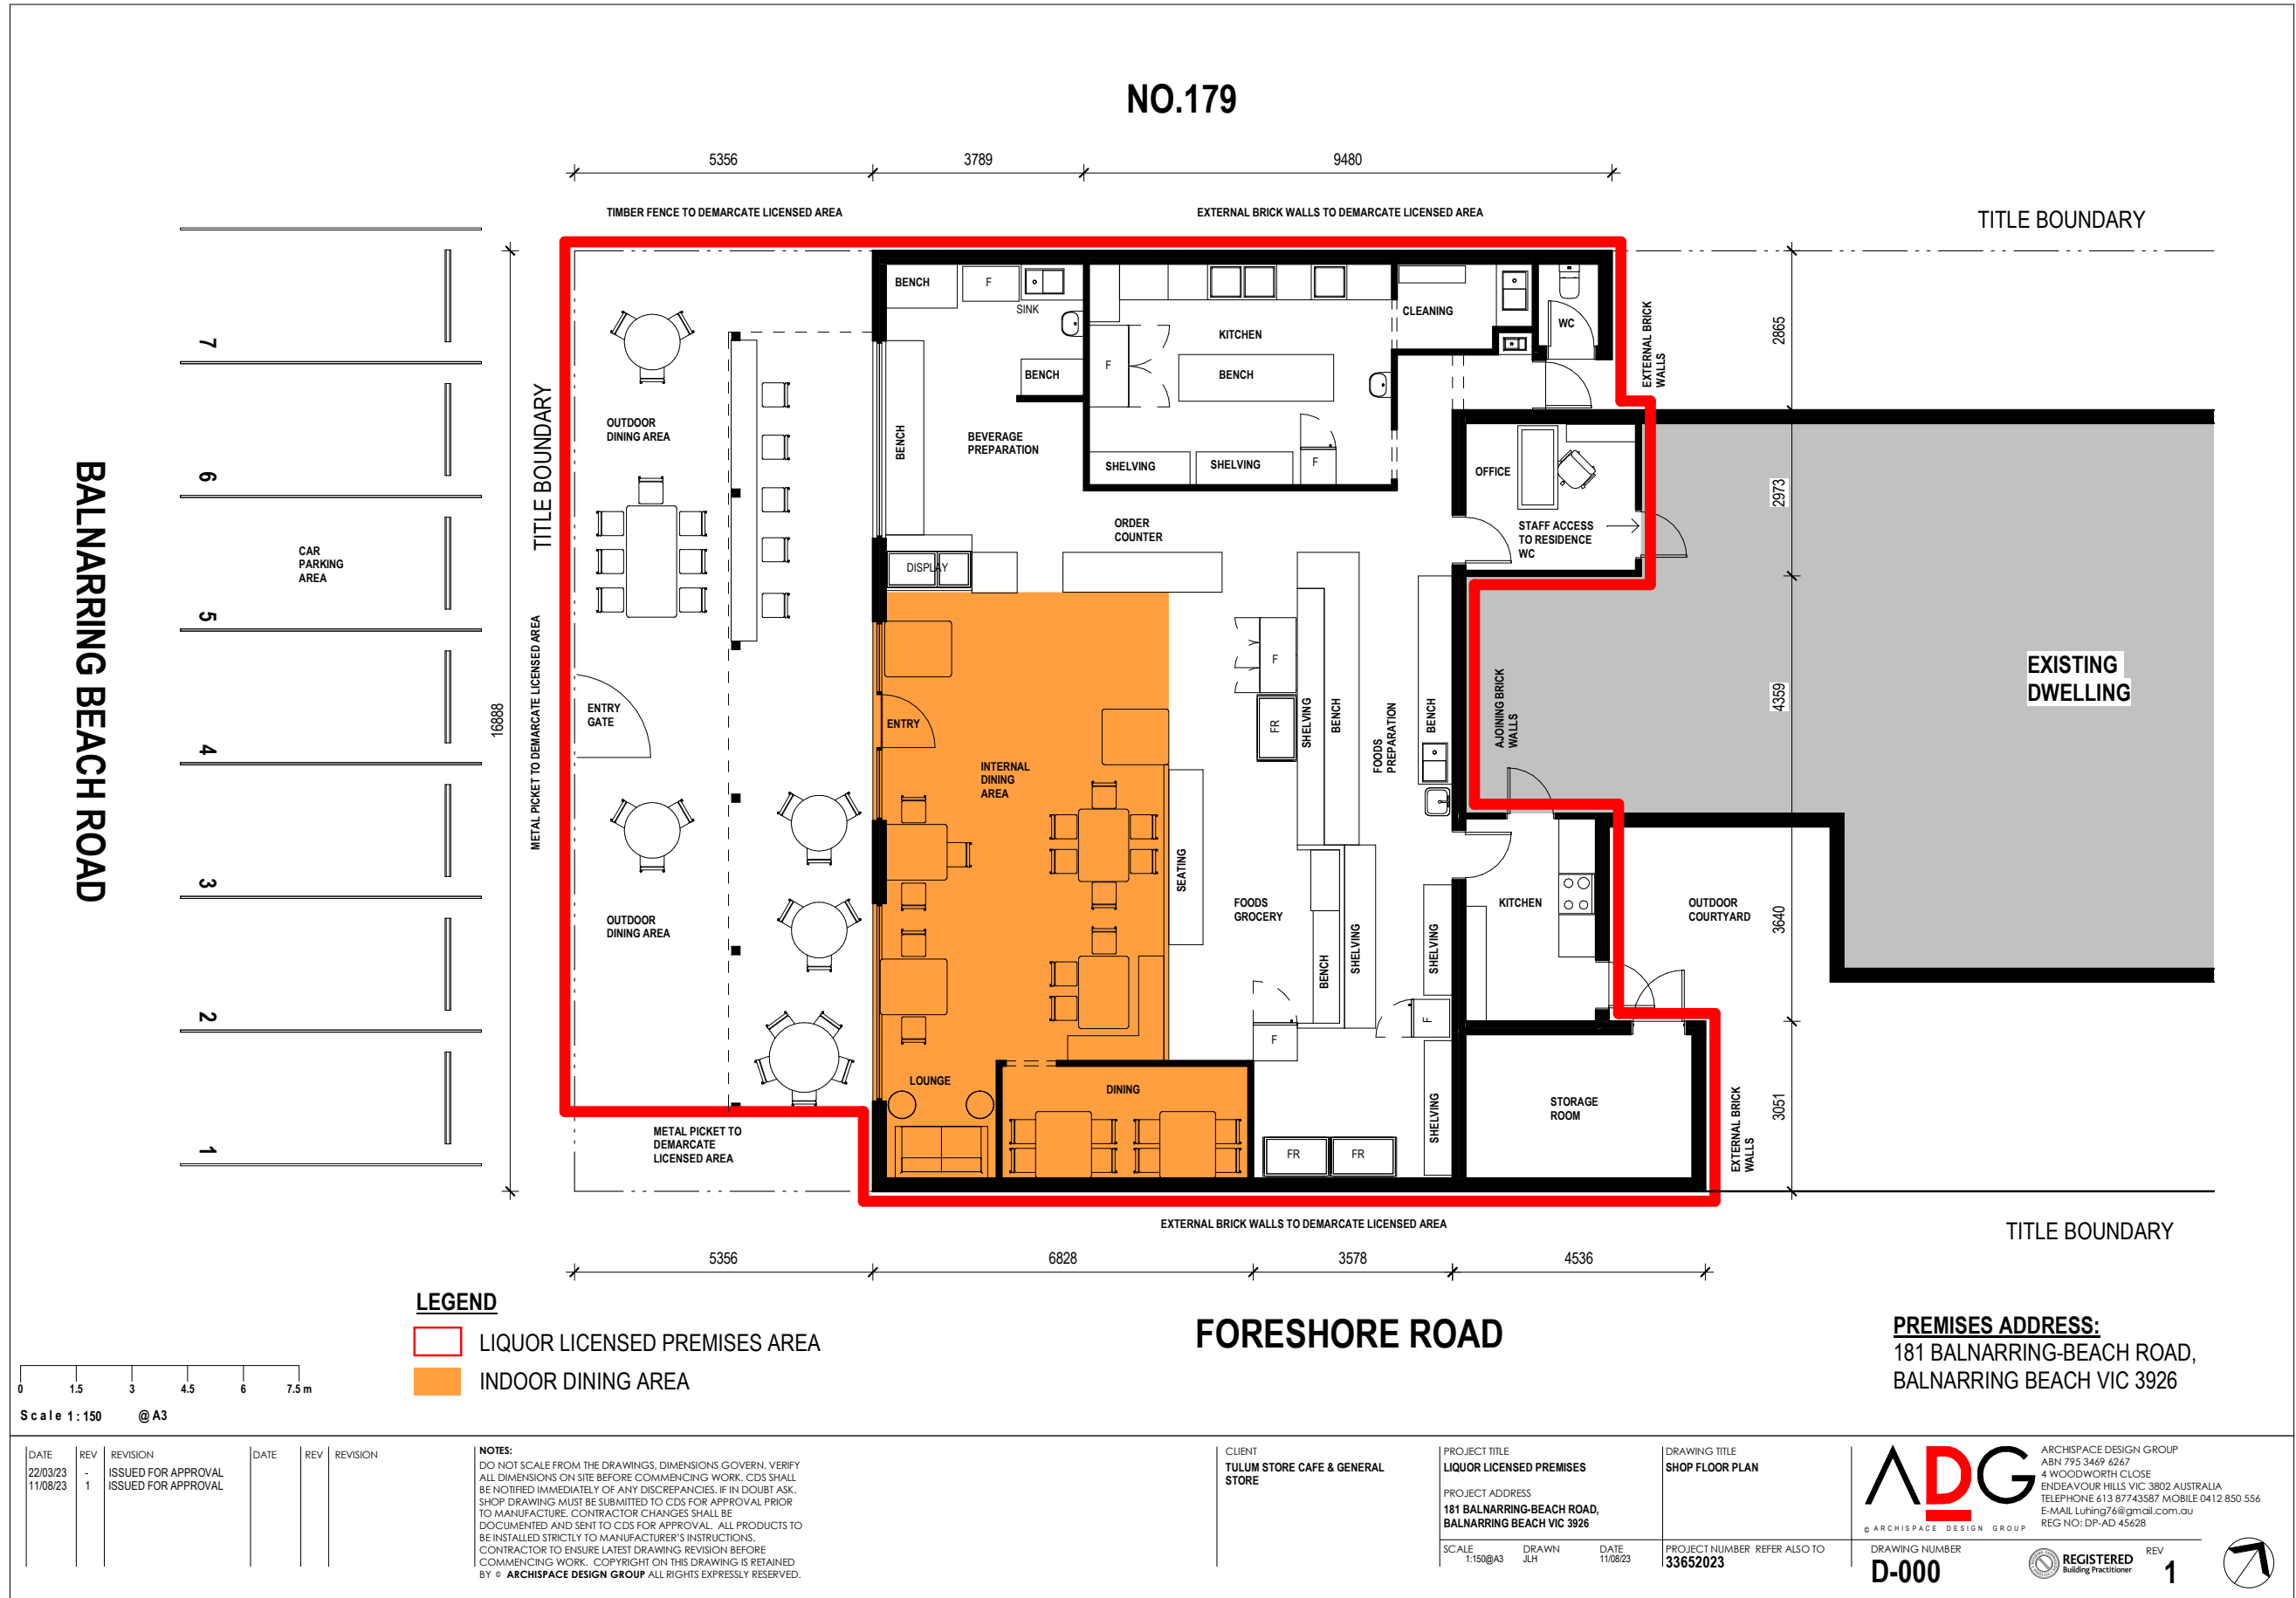 NO.179
5356
3789
9480
TIMBER FENCE TO DEMARCATE LICENSED AREA
EXTERNAL BRICK WALLS TO DEMARCATE LICENSED AREA
TITLE BOUNDARY
BALNARRING BEACH ROAD
7
6
5
4
3
2
1
CAR
PARKING
AREA
TITLE BOUNDARY
METAL PICKET TO DEMARCATE LICENSED AREA
16888
OUTDOOR
DINING AREA
ENTRY
GATE
OUTDOOR
DINING AREA
METAL PICKET TO
DEMARCATE
LICENSED AREA
BENCH
F
SINK
BENCH
BENCH
BEVERAGE
PREPARATION
DISPLAY
KITCHEN
F
BENCH
SHELVING
SHELVING
F
CLEANING
WC
EXTERNAL BRICK
WALLS
2865
OFFICE
STAFF ACCESS
TO RESIDENCE
WC
2973
ORDER
COUNTER
ENTRY
INTERNAL
DINING
AREA
F
FR
SHELVING
BENCH
FOODS
PREPARATION
BENCH
AJOINING BRICK
WALLS
4359
EXISTING
DWELLING
SEATING
FOODS
GROCERY
BENCH
SHELVING
SHELVING
F
F
KITCHEN
OUTDOOR
COURTYARD
3640
LOUNGE
DINING
FR
FR
SHELVING
STORAGE
ROOM
EXTERNAL BRICK
WALLS
3051
EXTERNAL BRICK WALLS TO DEMARCATE LICENSED AREA
TITLE BOUNDARY
5356
6828
3578
4536
LEGEND
LIQUOR LICENSED PREMISES AREA
INDOOR DINING AREA
FORESHORE ROAD
PREMISES ADDRESS:
181 BALNARRING-BEACH ROAD,
BALNARRING BEACH VIC 3926
0 1.5 3 4.5 6 7.5 m
Scale 1 : 150 @ A3
DATE REV REVISION DATE REV REVISION
22/03/23 - ISSUED FOR APPROVAL
11/08/23 1 ISSUED FOR APPROVAL
NOTES:
DO NOT SCALE FROM THE DRAWINGS, DIMENSIONS GOVERN. VERIFY
ALL DIMENSIONS ON SITE BEFORE COMMENCING WORK. CDS SHALL
BE NOTIFIED IMMEDIATELY OF ANY DISCREPANCIES. IF IN DOUBT ASK.
SHOP DRAWING MUST BE SUBMITTED TO CDS FOR APPROVAL PRIOR
TO MANUFACTURE. CONTRACTOR CHANGES SHALL BE
DOCUMENTED AND SENT TO CDS FOR APPROVAL. ALL PRODUCTS TO
BE INSTALLED STRICTLY TO MANUFACTURER'S INSTRUCTIONS.
CONTRACTOR TO ENSURE LATEST DRAWING REVISION BEFORE
COMMENCING WORK. COPYRIGHT ON THIS DRAWING IS RETAINED
BY © ARCHISPACE DESIGN GROUP ALL RIGHTS EXPRESSLY RESERVED.
CLIENT
TULUM STORE CAFE & GENERAL
STORE
PROJECT TITLE
LIQUOR LICENSED PREMISES
PROJECT ADDRESS
181 BALNARRING-BEACH ROAD,
BALNARRING BEACH VIC 3926
SCALE DRAWN DATE
1:150@A3 JLH 11/08/23
DRAWING TITLE
SHOP FLOOR PLAN
PROJECT NUMBER REFER ALSO TO
33652023
ADG
© ARCHISPACE DESIGN GROUP
ARCHISPACE DESIGN GROUP
ABN 795 3469 6267
4 WOODWORTH CLOSE
ENDEAVOUR HILLS VIC 3802 AUSTRALIA
TELEPHONE 613 87743587 MOBILE 0412 850 556
E-MAIL Luhing76@gmail.com.au
REG NO: DP-AD 45628
DRAWING NUMBER
D-000
REGISTERED
Building Practitioner
REV
1